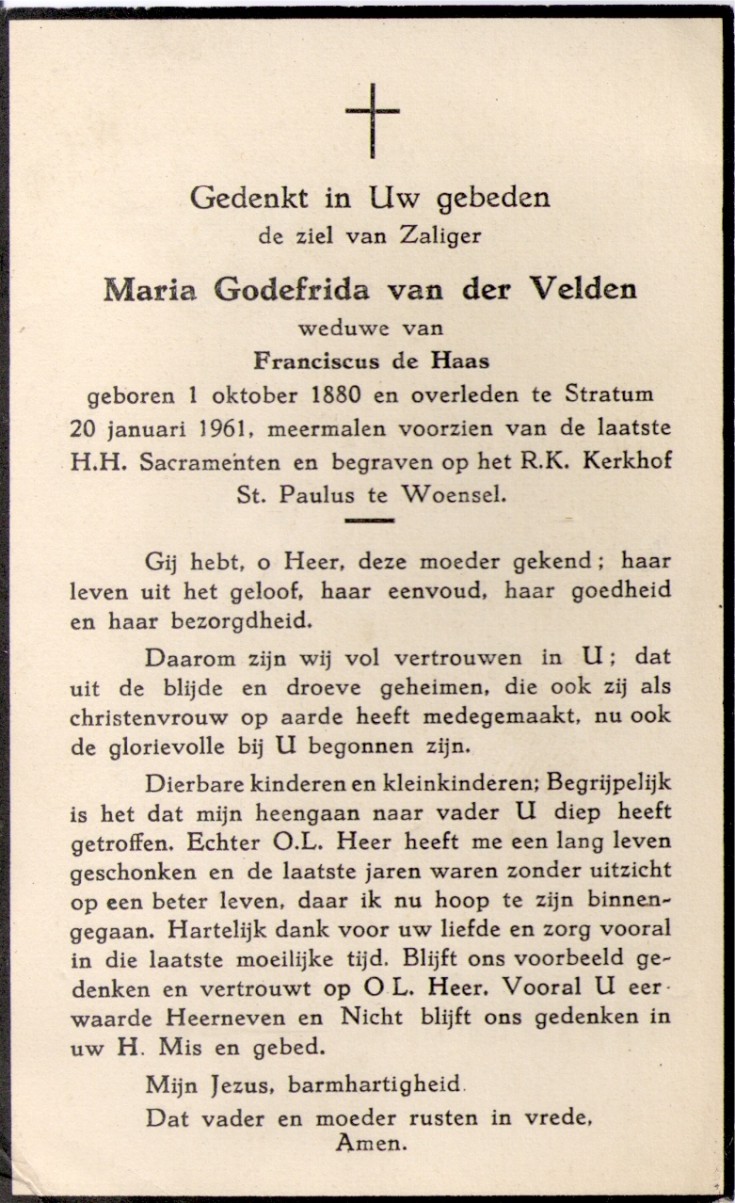 Gedenkt in Uw gebeden
de ziel van Zaliger
Maria Godefrida van der Velden
weduwe van
Franciscus de Haas
geboren 1 oktober 1880 en overleden te Stratum
20 januari 1961, meermalen voorzien van de laatste
H.H. Sacramenten en begraven op het R.K. Kerkhof
St. Paulus te Woensel.
Gij hebt, o Heer, deze moeder gekend; haar
leven uit het geloof, haar eenvoud, haar goedheid
en haar bezorgdheid.
Daarom zijn wij vol vertrouwen in U; dat
uit de blijde en droeve geheimen, die ook zij als
christenvrouw op aarde heeft medegemaakt, nu ook
de glorievolle bij U begonnen zijn.
Dierbare kinderen en kleinkinderen; Begrijpelijk
is het dat mijn heengaan naar vader U diep heeft
getroffen. Echter O.L. Heer heeft me een lang leven
geschonken en de laatste jaren waren zonder uitzicht
op een beter leven, daar ik nu hoop te zijn binnen-
gegaan. Hartelijk dank voor uw liefde en zorg vooral
in die laatste moeilijke tijd. Blijft ons voorbeeld ge-
denken en vertrouwt op O L. Heer. Vooral U eer-
waarde Heerneven en Nicht blijft ons gedenken in
uw H. Mis en gebed.
Mijn Jezus, barmhartigheid.
Dat vader en moeder rusten in vrede,
Amen.